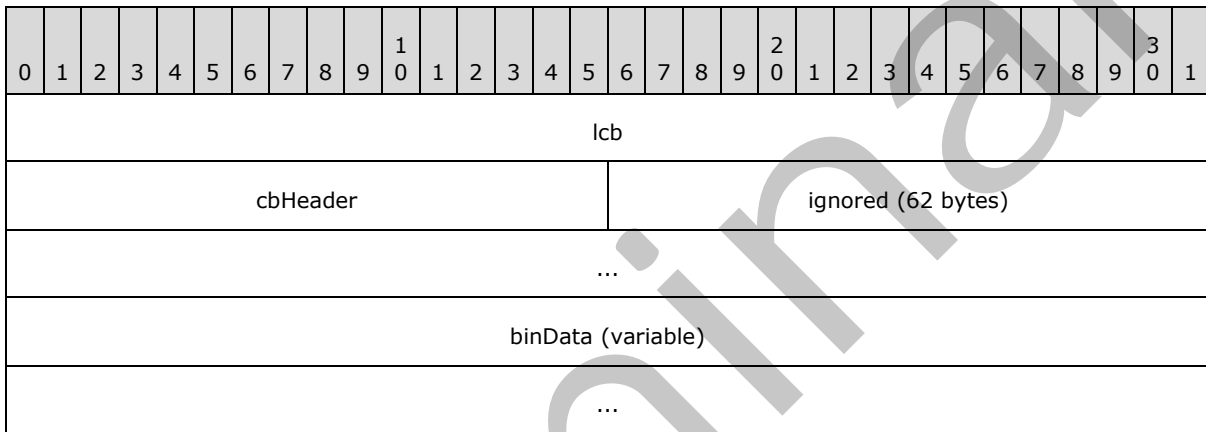 1 2 3
0 1 2 3 4 5 6 7 8 9 0 1 2 3 4 5 6 7 8 9 0 1 2 3 4 5 6 7 8 9 0 1
lcb
cbHeader ignored (62 bytes)
...
binData (variable)
...